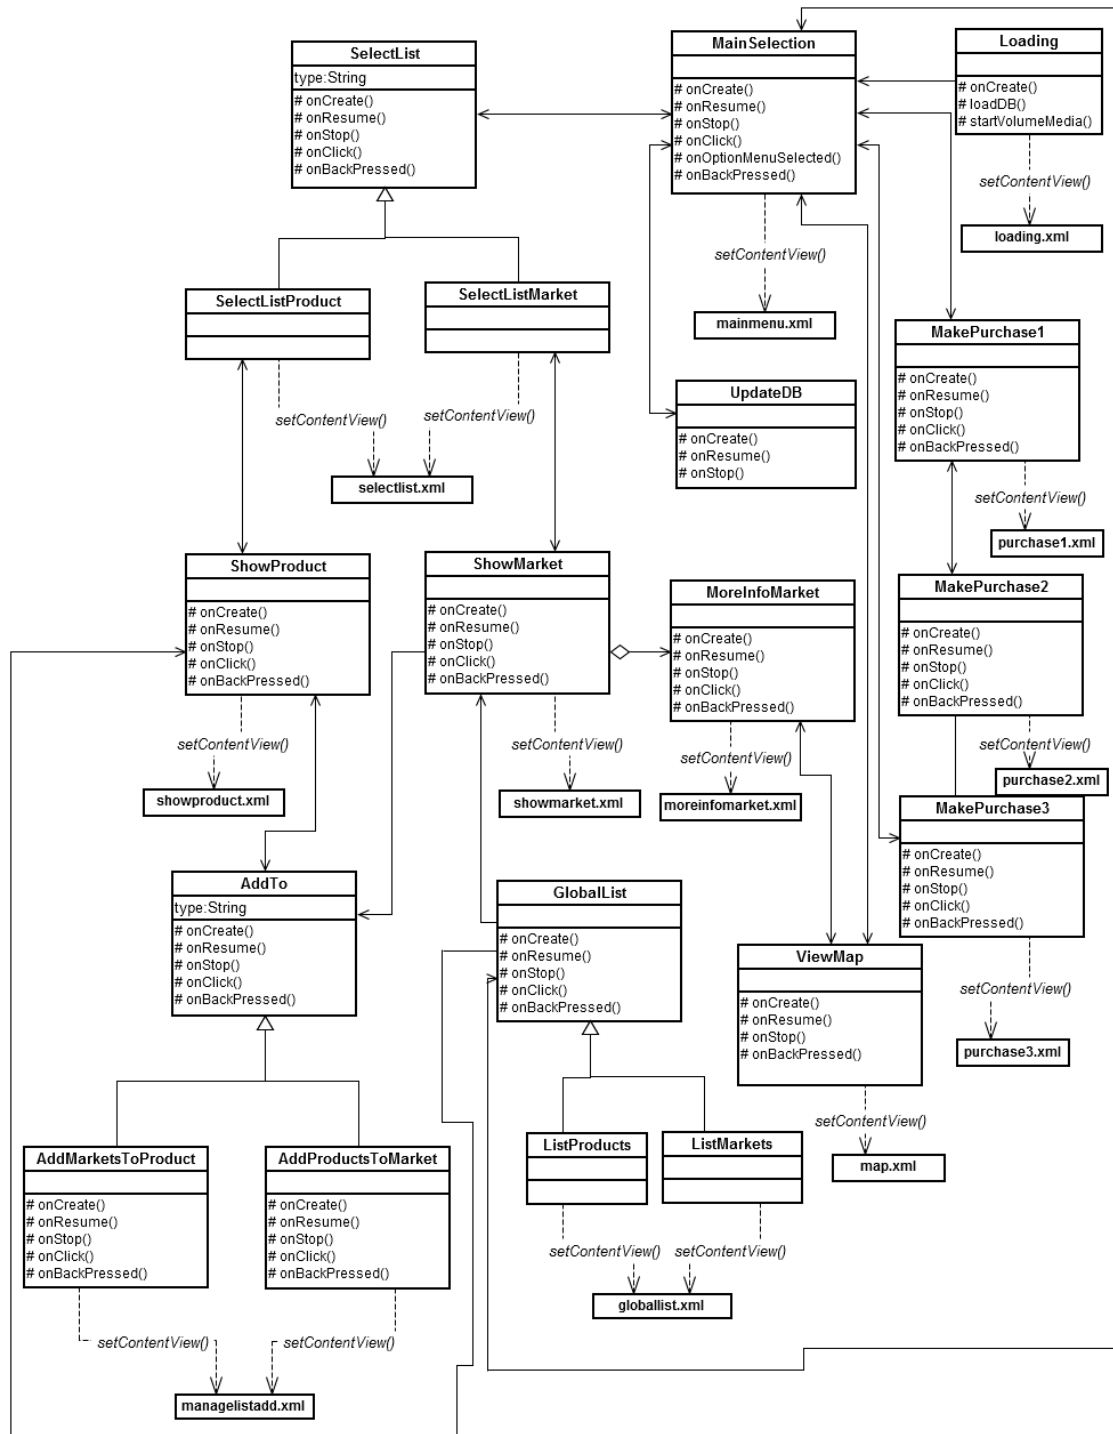 SelectList
type:String
# onCreate()
# onResume()
# onStop()
# onClick()
# onBackPressed()
MainSelection
# onCreate()
# onResume()
# onStop()
# onClick()
# onOptionMenuSelected()
# onBackPressed()
Loading
# onCreate()
# loadDB()
# startVolumeMedia()
setContentView()
loading.xml
setContentView()
mainmenu.xml
SelectListProduct
SelectListMarket
setContentView()
setContentView()
selectlist.xml
UpdateDB
# onCreate()
# onResume()
# onStop()
MakePurchase1
# onCreate()
# onResume()
# onStop()
# onClick()
# onBackPressed()
setContentView()
purchase1.xml
ShowProduct
# onCreate()
# onResume()
# onStop()
# onClick()
# onBackPressed()
setContentView()
showproduct.xml
ShowMarket
# onCreate()
# onResume()
# onStop()
# onClick()
# onBackPressed()
setContentView()
showmarket.xml
MoreInfoMarket
# onCreate()
# onResume()
# onStop()
# onClick()
# onBackPressed()
setContentView()
moreinfomarket.xml
MakePurchase2
# onCreate()
# onResume()
# onStop()
# onClick()
# onBackPressed()
setContentView()
purchase2.xml
MakePurchase3
# onCreate()
# onResume()
# onStop()
# onClick()
# onBackPressed()
setContentView()
purchase3.xml
AddTo
type:String
# onCreate()
# onResume()
# onStop()
# onClick()
# onBackPressed()
GlobalList
# onCreate()
# onResume()
# onStop()
# onClick()
# onBackPressed()
ViewMap
# onCreate()
# onResume()
# onStop()
# onBackPressed()
setContentView()
map.xml
AddMarketsToProduct
# onCreate()
# onResume()
# onStop()
# onClick()
# onBackPressed()
AddProductsToMarket
# onCreate()
# onResume()
# onStop()
# onClick()
# onBackPressed()
setContentView()
setContentView()
managelistadd.xml
ListProducts
ListMarkets
setContentView()
setContentView()
globallist.xml